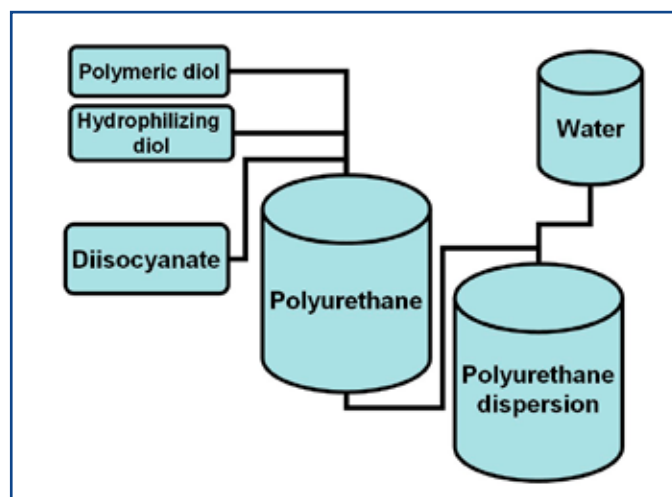 Polymeric diol
Hydrophilizing
diol
Diisocyanate
Polyurethane
Water
Polyurethane
dispersion